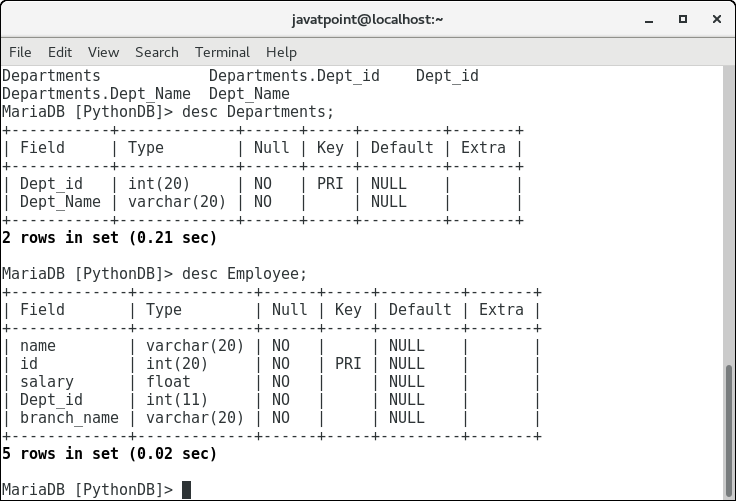 javatpoint@localhost:~
File Edit View Search Terminal Help
Departments            Departments.Dept_id    Dept_id
Departments.Dept_Name  Dept_Name
MariaDB [PythonDB]> desc Departments;
+-----------+-------------+------+-----+---------+-------+
| Field     | Type        | Null | Key | Default | Extra |
+-----------+-------------+------+-----+---------+-------+
| Dept_id   | int(20)     | NO   | PRI | NULL    |       |
| Dept_Name | varchar(20) | NO   |     | NULL    |       |
+-----------+-------------+------+-----+---------+-------+
2 rows in set (0.21 sec)
MariaDB [PythonDB]> desc Employee;
+-------------+-------------+------+-----+---------+-------+
| Field       | Type        | Null | Key | Default | Extra |
+-------------+-------------+------+-----+---------+-------+
| name        | varchar(20) | NO   |     | NULL    |       |
| id          | int(20)     | NO   | PRI | NULL    |       |
| salary      | float       | NO   |     | NULL    |       |
| Dept_id     | int(11)     | NO   |     | NULL    |       |
| branch_name | varchar(20) | NO   |     | NULL    |       |
+-------------+-------------+------+-----+---------+-------+
5 rows in set (0.02 sec)
MariaDB [PythonDB]>